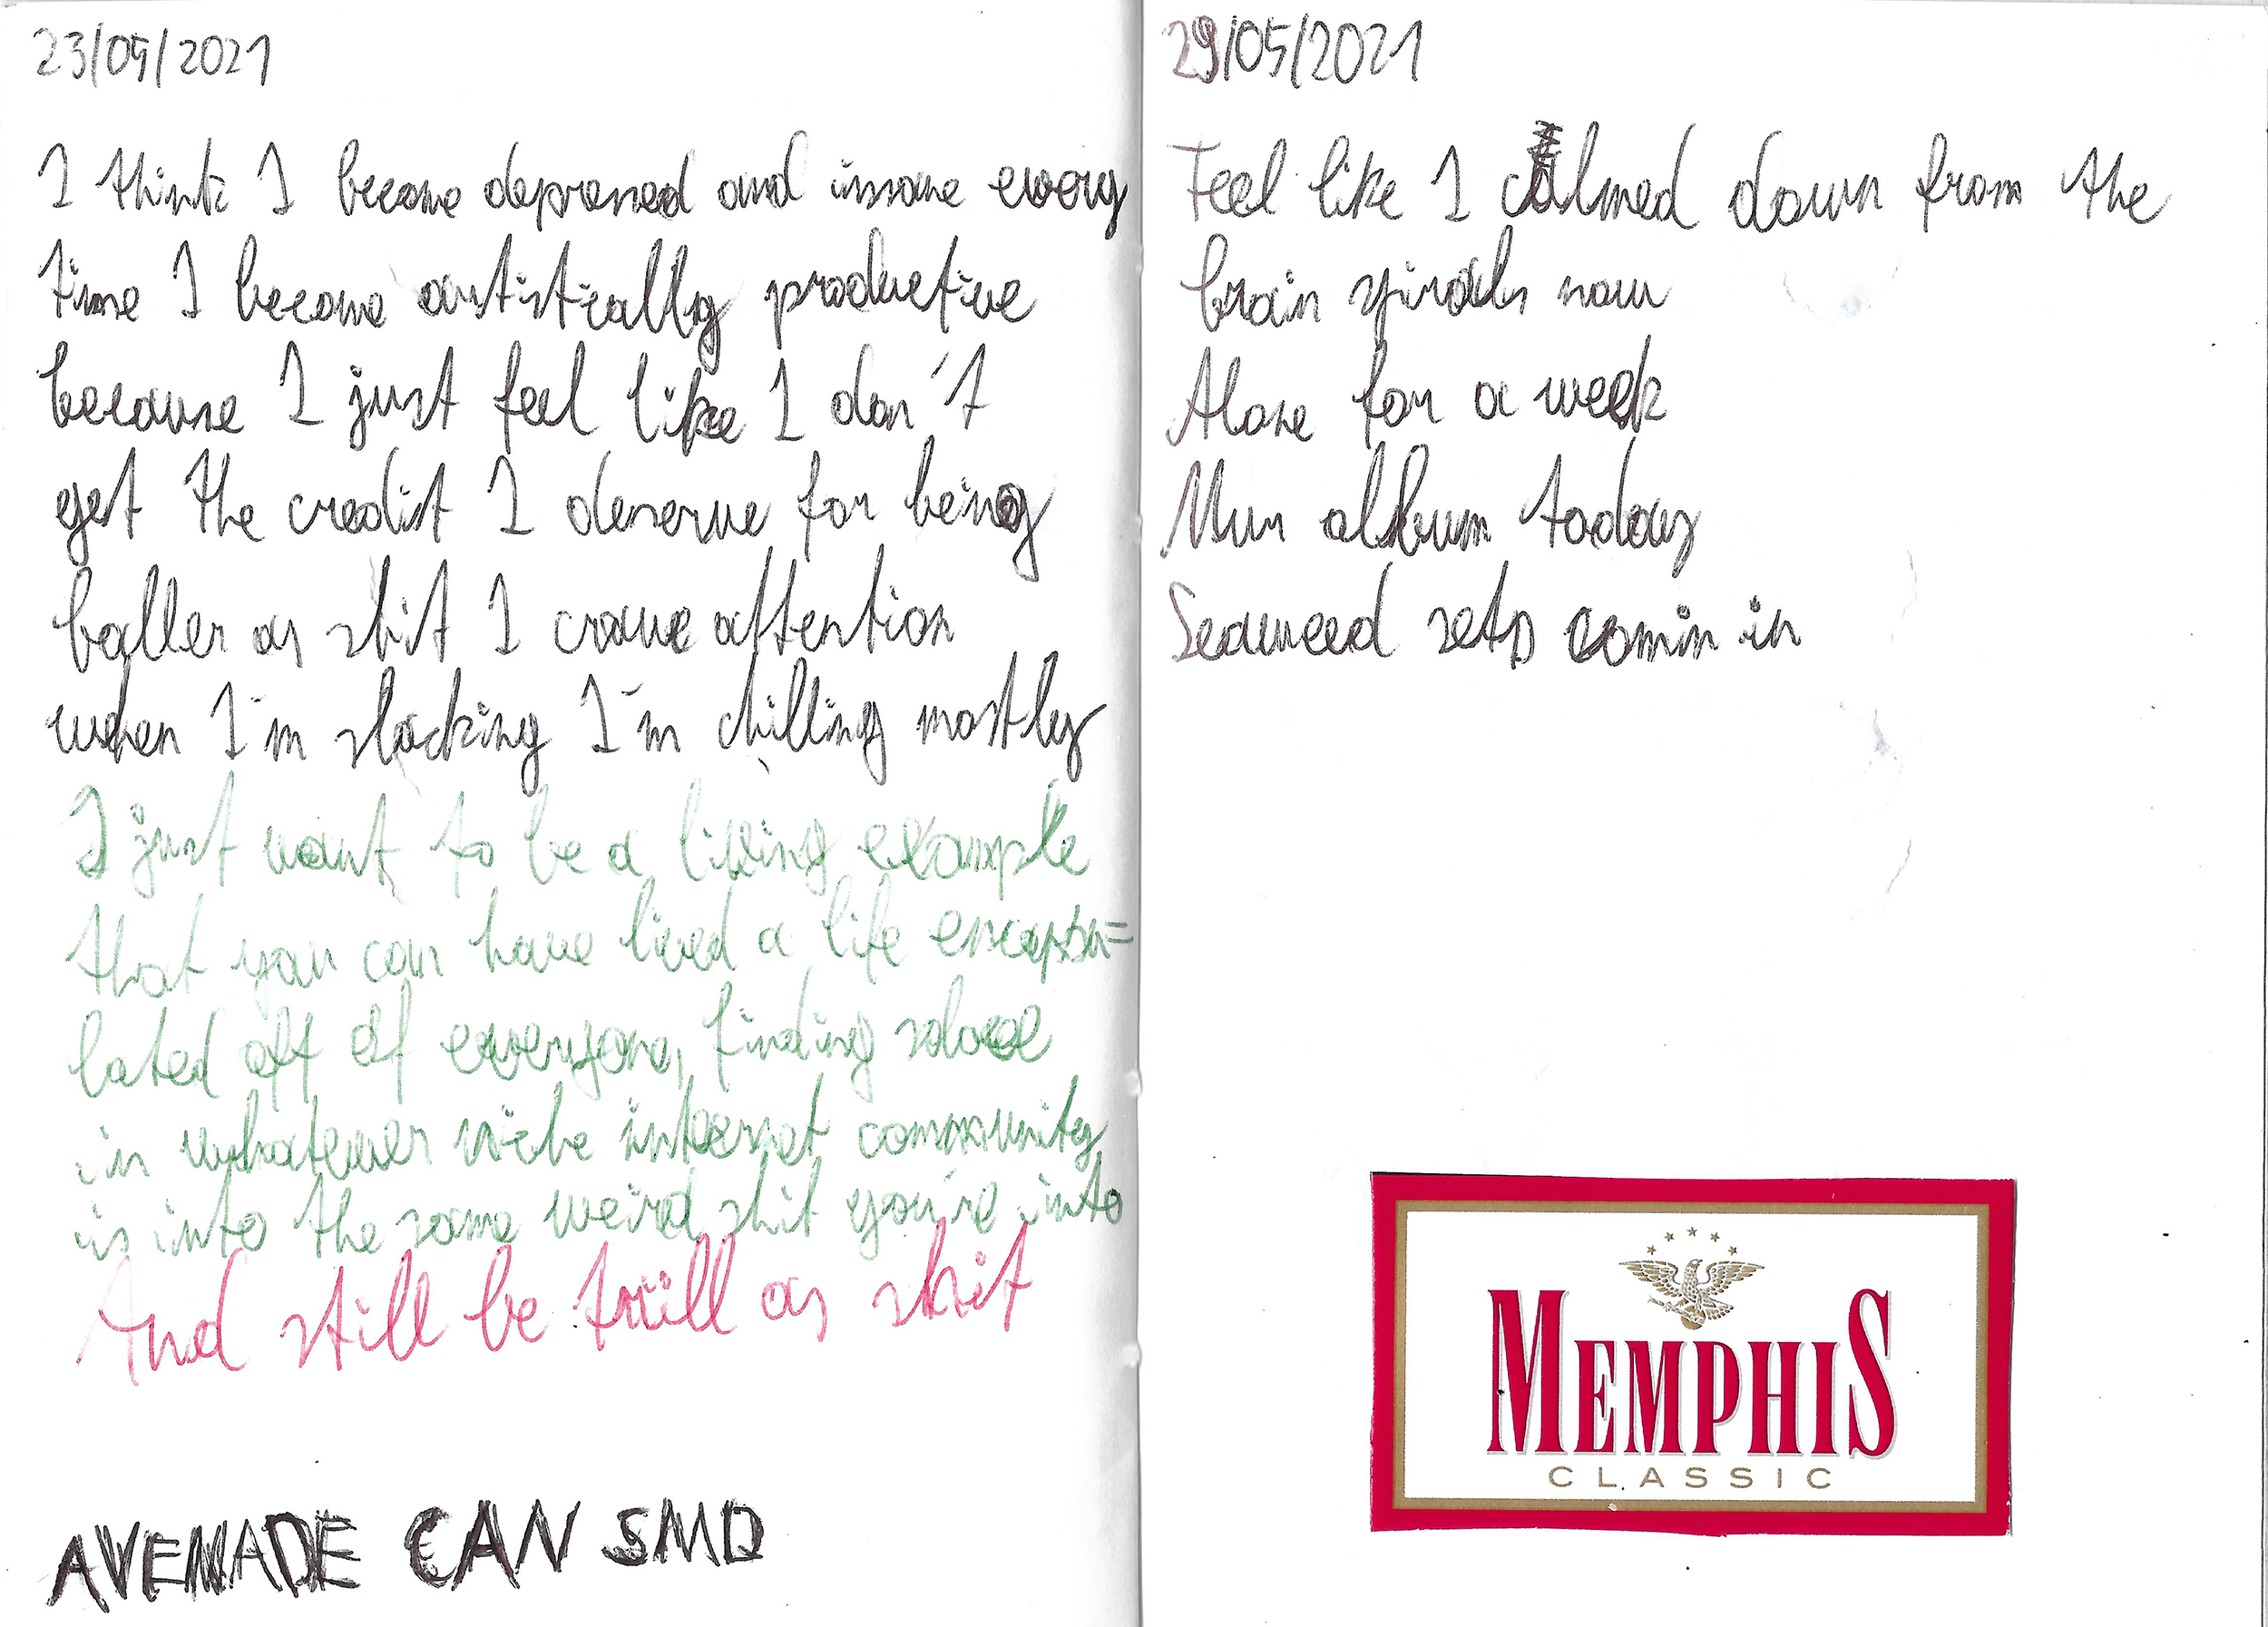 23/05/2021
I think I become depressed and insane every
time I become artistically productive
because I just feel like I don't
get the credit I deserve for being
baller as shit I crave attention
when I'm slacking I'm chilling mostly
I just want to be a living example
that you can have lived a life encapsu=
lated off of everyone, finding solace
in whatever niche internet community
is into the same weird shit you're into
And still be trill as shit
AVENADE CAN SMD
29/05/2021
Feel like I calmed down from the
brain spirals now
Alone for a week
Mun album today
Seaweed sets comin in
MEMPHIS
CLASSIC